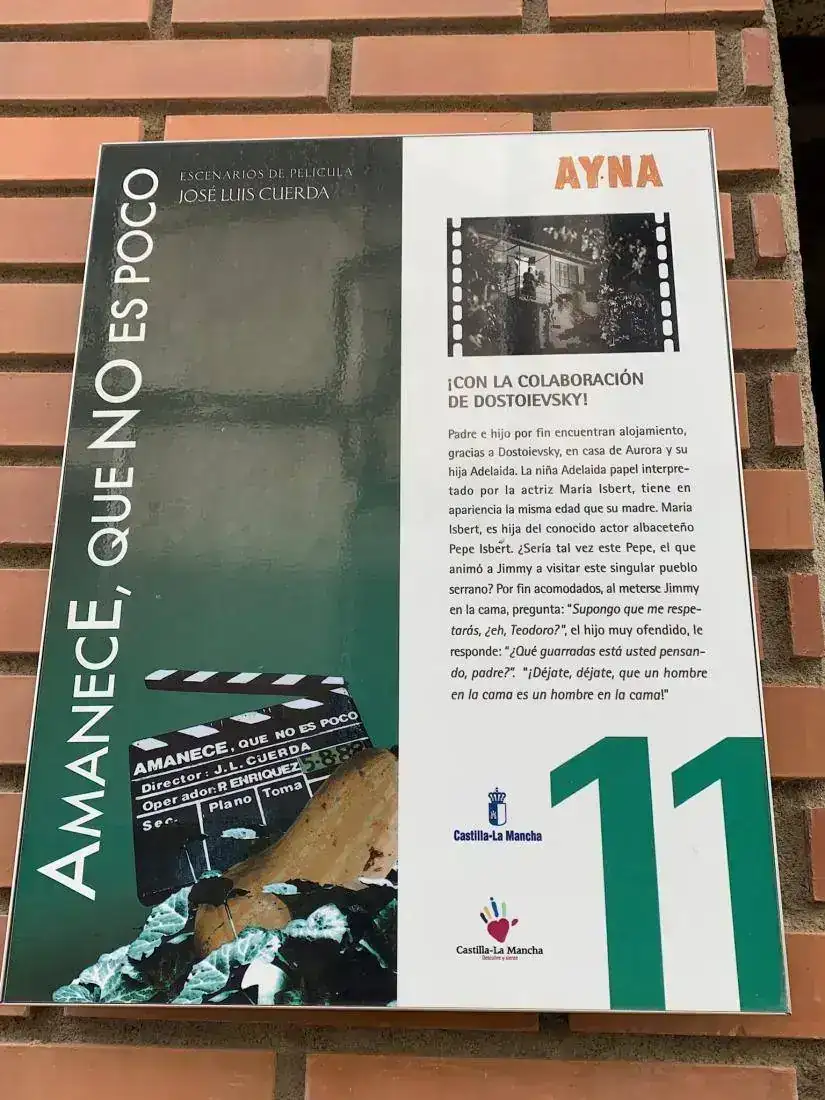 AMANECE, QUE NO ES POCO
ESCENARIOS DE PELÍCULA
JOSÉ LUIS CUERDA
AMANECE, QUE NO ES POCO
Director: J.L. CUERDA
Operador: R ENRIQUEZ 5-8-88
Sec. Plano Toma
AYNA
¡CON LA COLABORACIÓN
DE DOSTOIEVSKY!
Padre e hijo por fin encuentran alojamiento,
gracias a Dostoievsky, en casa de Aurora y su
hija Adelaida. La niña Adelaida papel interpre-
tado por la actriz María Isbert, tiene en
apariencia la misma edad que su madre. Maria
Isbert, es hija del conocido actor albaceteño
Pepe Isbert. ¿Sería tal vez este Pepe, el que
animó a Jimmy a visitar este singular pueblo
serrano? Por fin acomodados, al meterse Jimmy
en la cama, pregunta: "Supongo que me respe-
tarás, ¿eh, Teodoro?", el hijo muy ofendido, le
responde: "¿Qué guarradas está usted pensan-
do, padre?". "¡Déjate, déjate, que un hombre
en la cama es un hombre en la cama!"
Castilla-La Mancha
Castilla-La Mancha
Descubre y siente
11